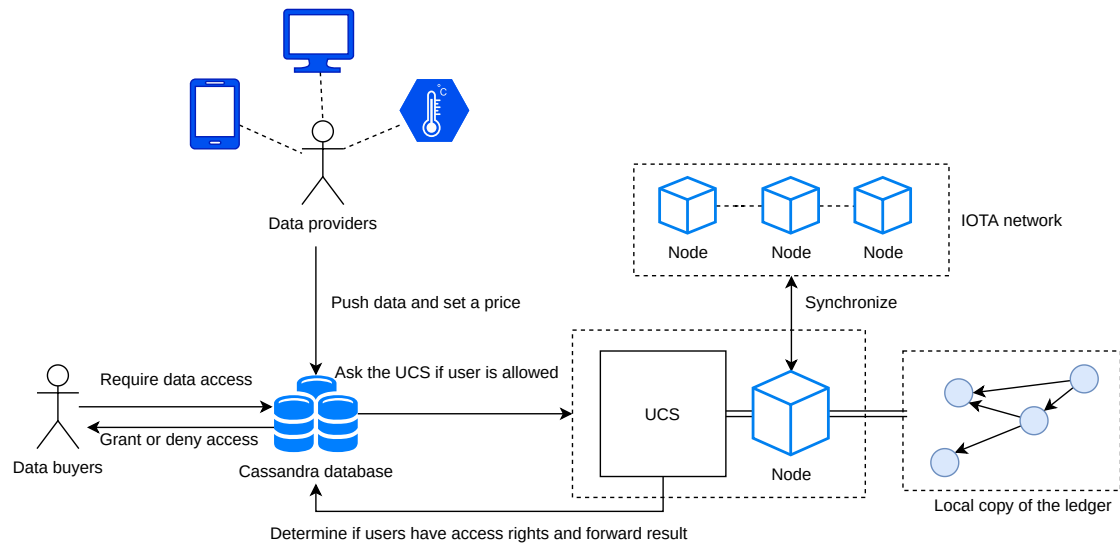 °C
Data providers
Node
Node
Node
IOTA network
Push data and set a price
Synchronize
Require data access
Ask the UCS if user is allowed
UCS
Grant or deny access
Data buyers
Cassandra database
Node
Local copy of the ledger
Determine if users have access rights and forward result